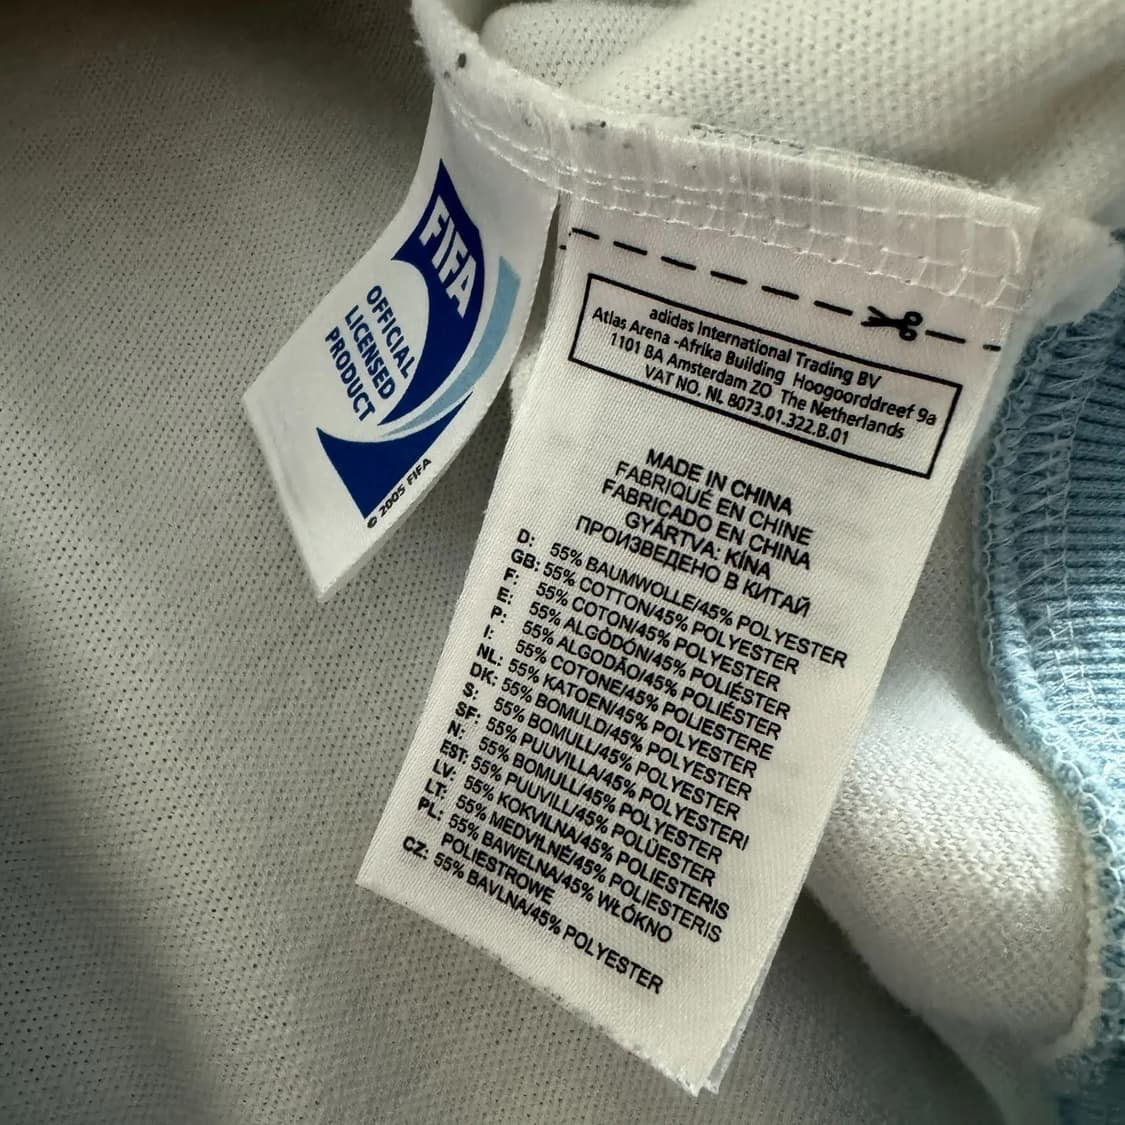 FIFA
OFFICIAL
LICENSED
PRODUCT
© 2005 FIFA
adidas International Trading BV
Atlas Arena -Afrika Building Hoogoorddreef 9a
1101 BA Amsterdam ZO The Netherlands
VAT NO. NL 8073.01.322.B.01
MADE IN CHINA
FABRIQUÉ EN CHINE
FABRICADO EN CHINA
GYÁRTVA: KÍNA
ПРОИЗВЕДЕНО В КИТАЙ
D: 55% BAUMWOLLE/45% POLYESTER
GB: 55% COTTON/45% POLYESTER
F: 55% COTON/45% POLYESTER
E: 55% ALGÒDÓN/45% POLIÉSTER
P: 55% ALGODÃO/45% POLIÉSTER
I: 55% COTONE/45% POLIESTERE
NL: 55% KATOEN/45% POLYESTER
DK: 55% BOMULD/45% POLYESTER
S: 55% BOMULL/45% POLYESTER
SF: 55% PUUVILLA/45% POLYESTERI
N: 55% BOMULL/45% POLYESTER
EST: 55% PUUVILL/45% POLÜESTER
LV: 55% KOKVILNA/45% POLIESTERIS
LT: 55% MEDVILNĖ/45% POLIESTERIS
PL: 55% BAWEŁNA/45% WŁÓKNO
POLIESTROWE
CZ: 55% BAVLNA/45% POLYESTER